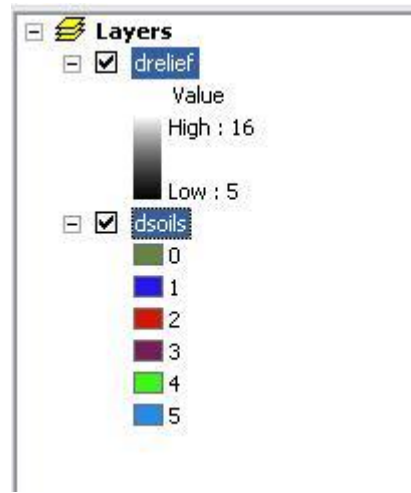 Layers
drelief
Value
High : 16
Low : 5
dsoils
0
1
2
3
4
5